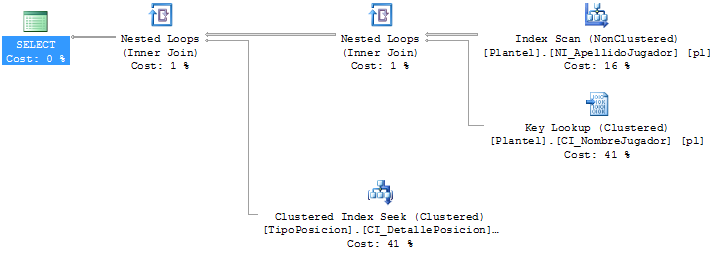 SELECT
Cost: 0 %
Nested Loops
(Inner Join)
Cost: 1 %
Nested Loops
(Inner Join)
Cost: 1 %
Index Scan (NonClustered)
[Plantel].[NI_ApellidoJugador] [pl]
Cost: 16 %
Key Lookup (Clustered)
[Plantel].[CI_NombreJugador] [pl]
Cost: 41 %
Clustered Index Seek (Clustered)
[TipoPosicion].[CI_DetallePosicion]…
Cost: 41 %